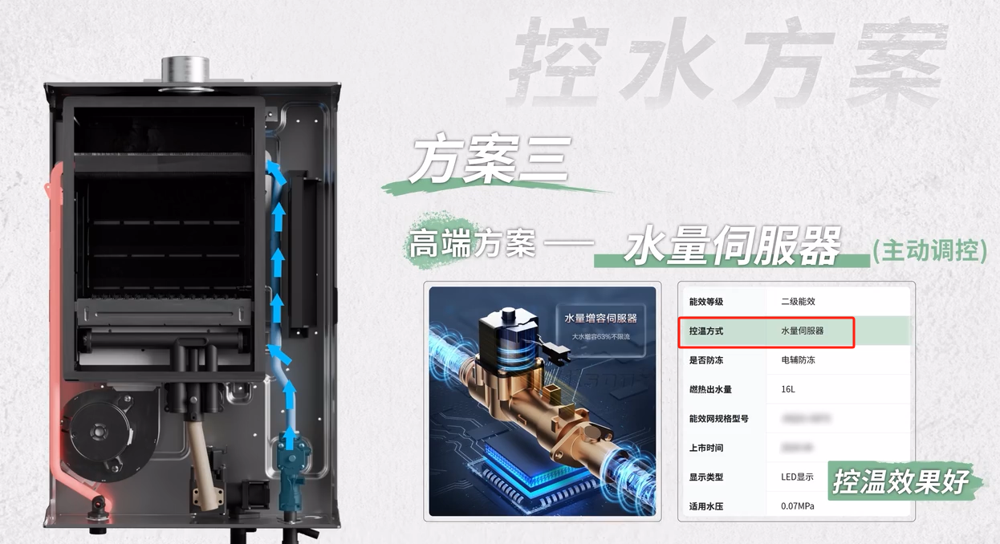 控水方案
方案三
高端方案 —— 水量伺服器 (主动调控)
水量增容伺服器
大水增容63%不限流
能效等级 二级能效
控温方式 水量伺服器
是否防冻 电辅防冻
燃热出水量 16L
能效网规格型号
上市时间
显示类型 LED显示
适用水压 0.07MPa
控温效果好